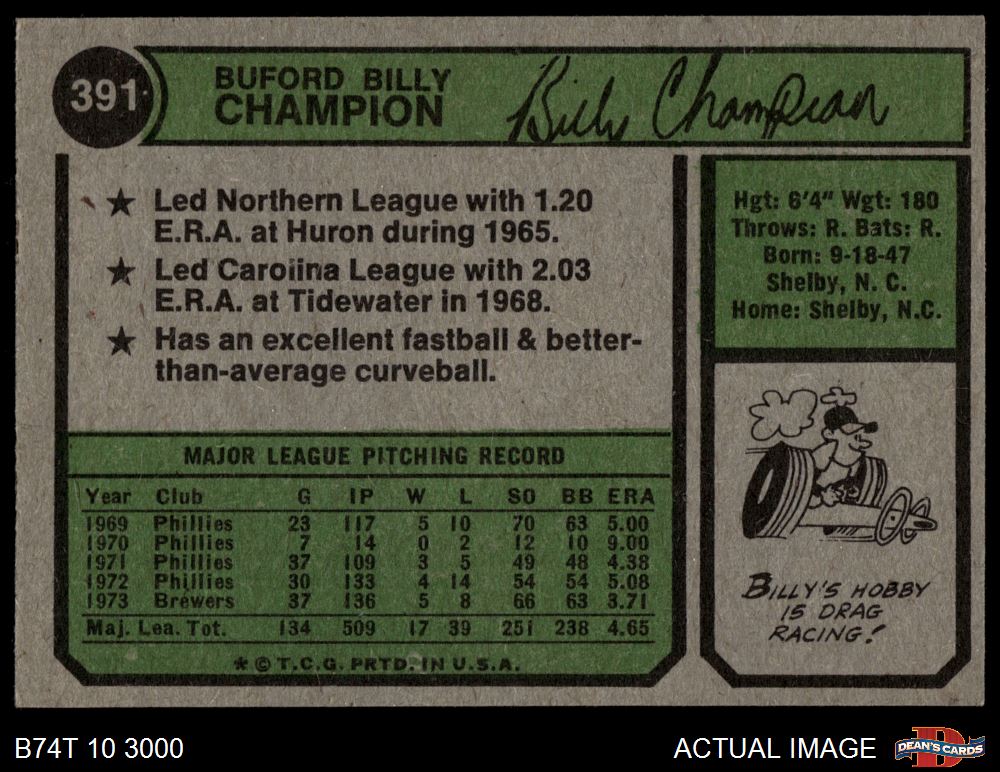 391
BUFORD BILLY
CHAMPION
Billy Champion
★ Led Northern League with 1.20
E.R.A. at Huron during 1965.
★ Led Carolina League with 2.03
E.R.A. at Tidewater in 1968.
★ Has an excellent fastball & better-
than-average curveball.
Hgt: 6'4" Wgt: 180
Throws: R. Bats: R.
Born: 9-18-47
Shelby, N. C.
Home: Shelby, N.C.
MAJOR LEAGUE PITCHING RECORD
Year Club G IP W L SO BB ERA
1969 Phillies 23 117 5 10 70 63 5.00
1970 Phillies 7 14 0 2 12 10 9.00
1971 Phillies 37 109 3 5 49 48 4.38
1972 Phillies 30 133 4 14 54 54 5.08
1973 Brewers 37 136 5 8 66 63 3.71
Maj. Lea. Tot. 134 509 17 39 251 238 4.65
* © T.C.G. PRTD. IN U.S.A.
BILLY'S HOBBY
IS DRAG
RACING!
B74T 10 3000
ACTUAL IMAGE
D
DEAN'S CARDS